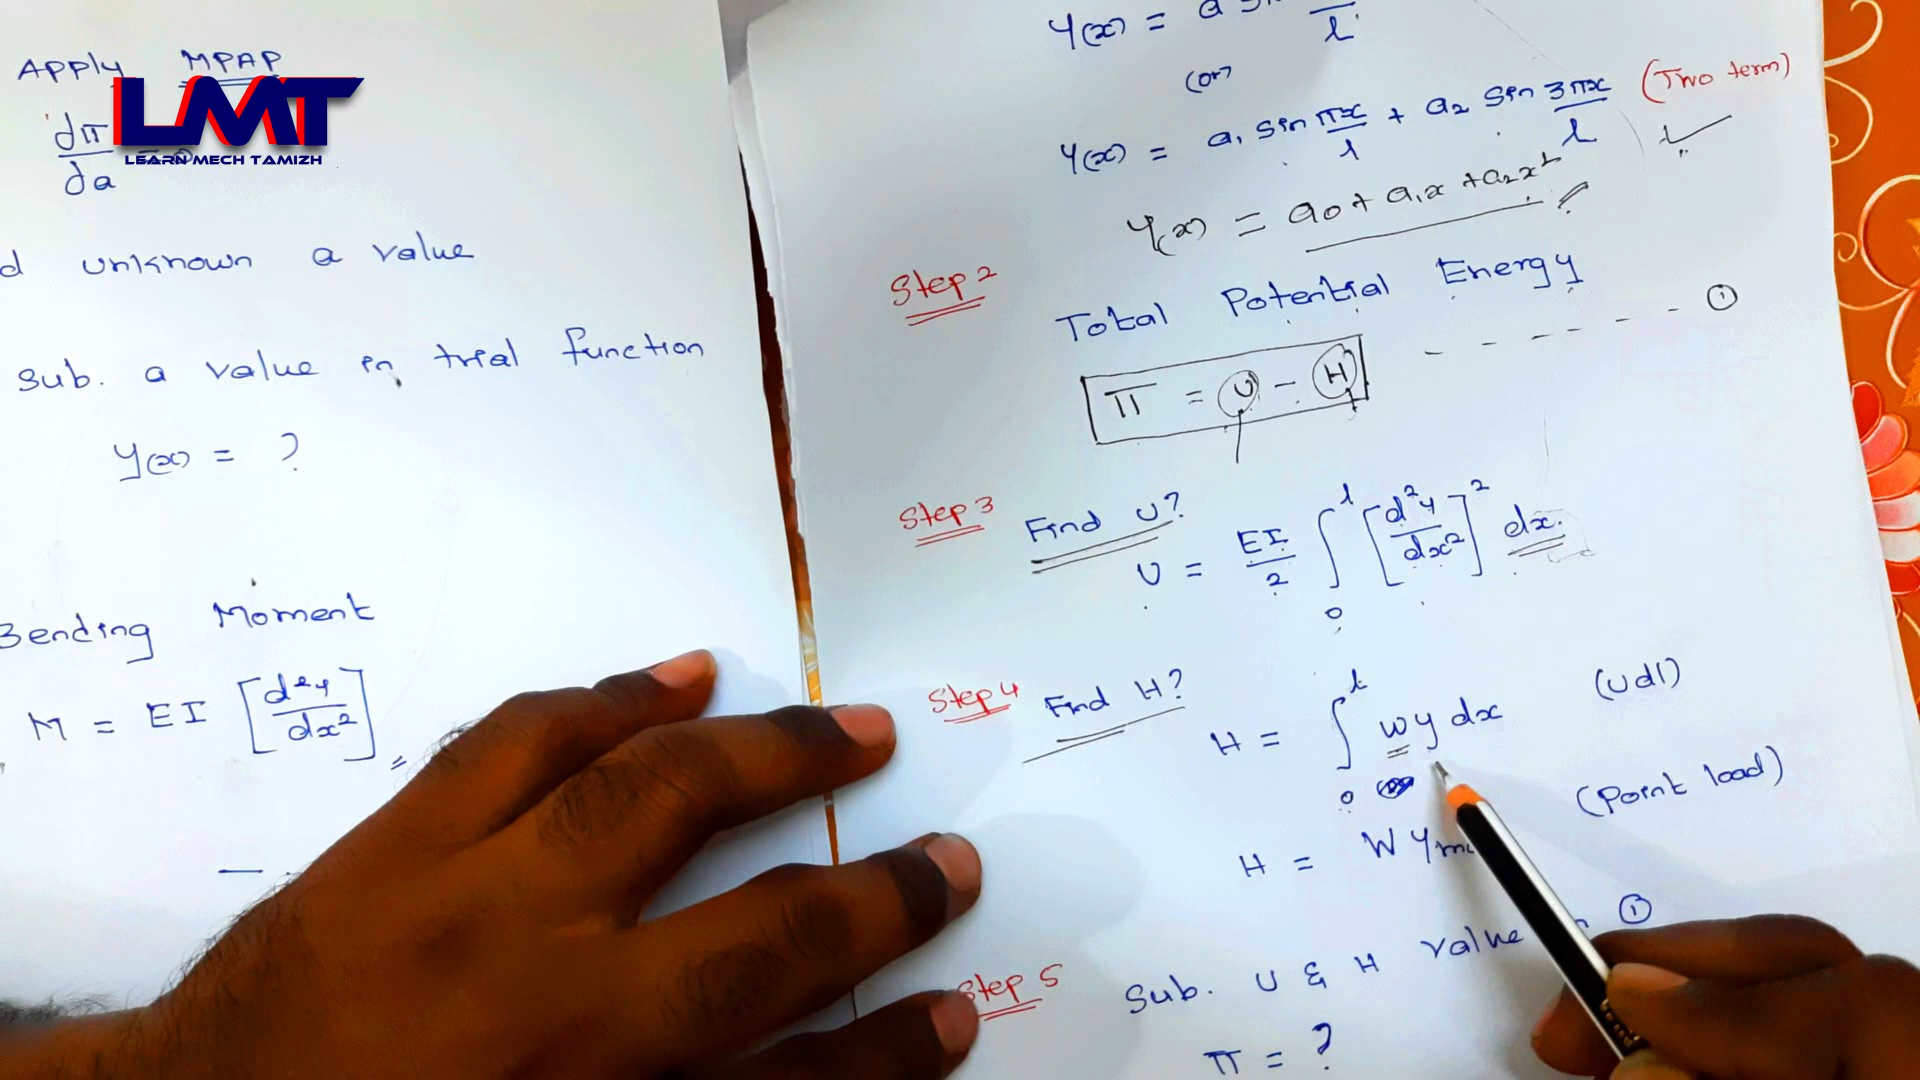 Apply MPAP
dπ
da
LMT
LEARN MECH TAMIZH
unknown a value
Sub. a value in trial function
y(x) = ?
Bending Moment
M = EI [d²y/dx²]
y(x) = a
l
(or)
y(x) = a₁ sin πx/l + a₂ sin 3πx/l (Two term)
y(x) = a₀ + a₁x + a₂x²
Step 2
Total Potential Energy
π = U - H - - - - - - ①
Step 3 Find U?
U = EI/2 ∫₀ˡ [d²y/dx²]² dx.
Step 4 Find H?
H = ∫₀ˡ wy dx (udl)
H = W y (Point load)
Step 5 Sub. U & H value ①
π = ?